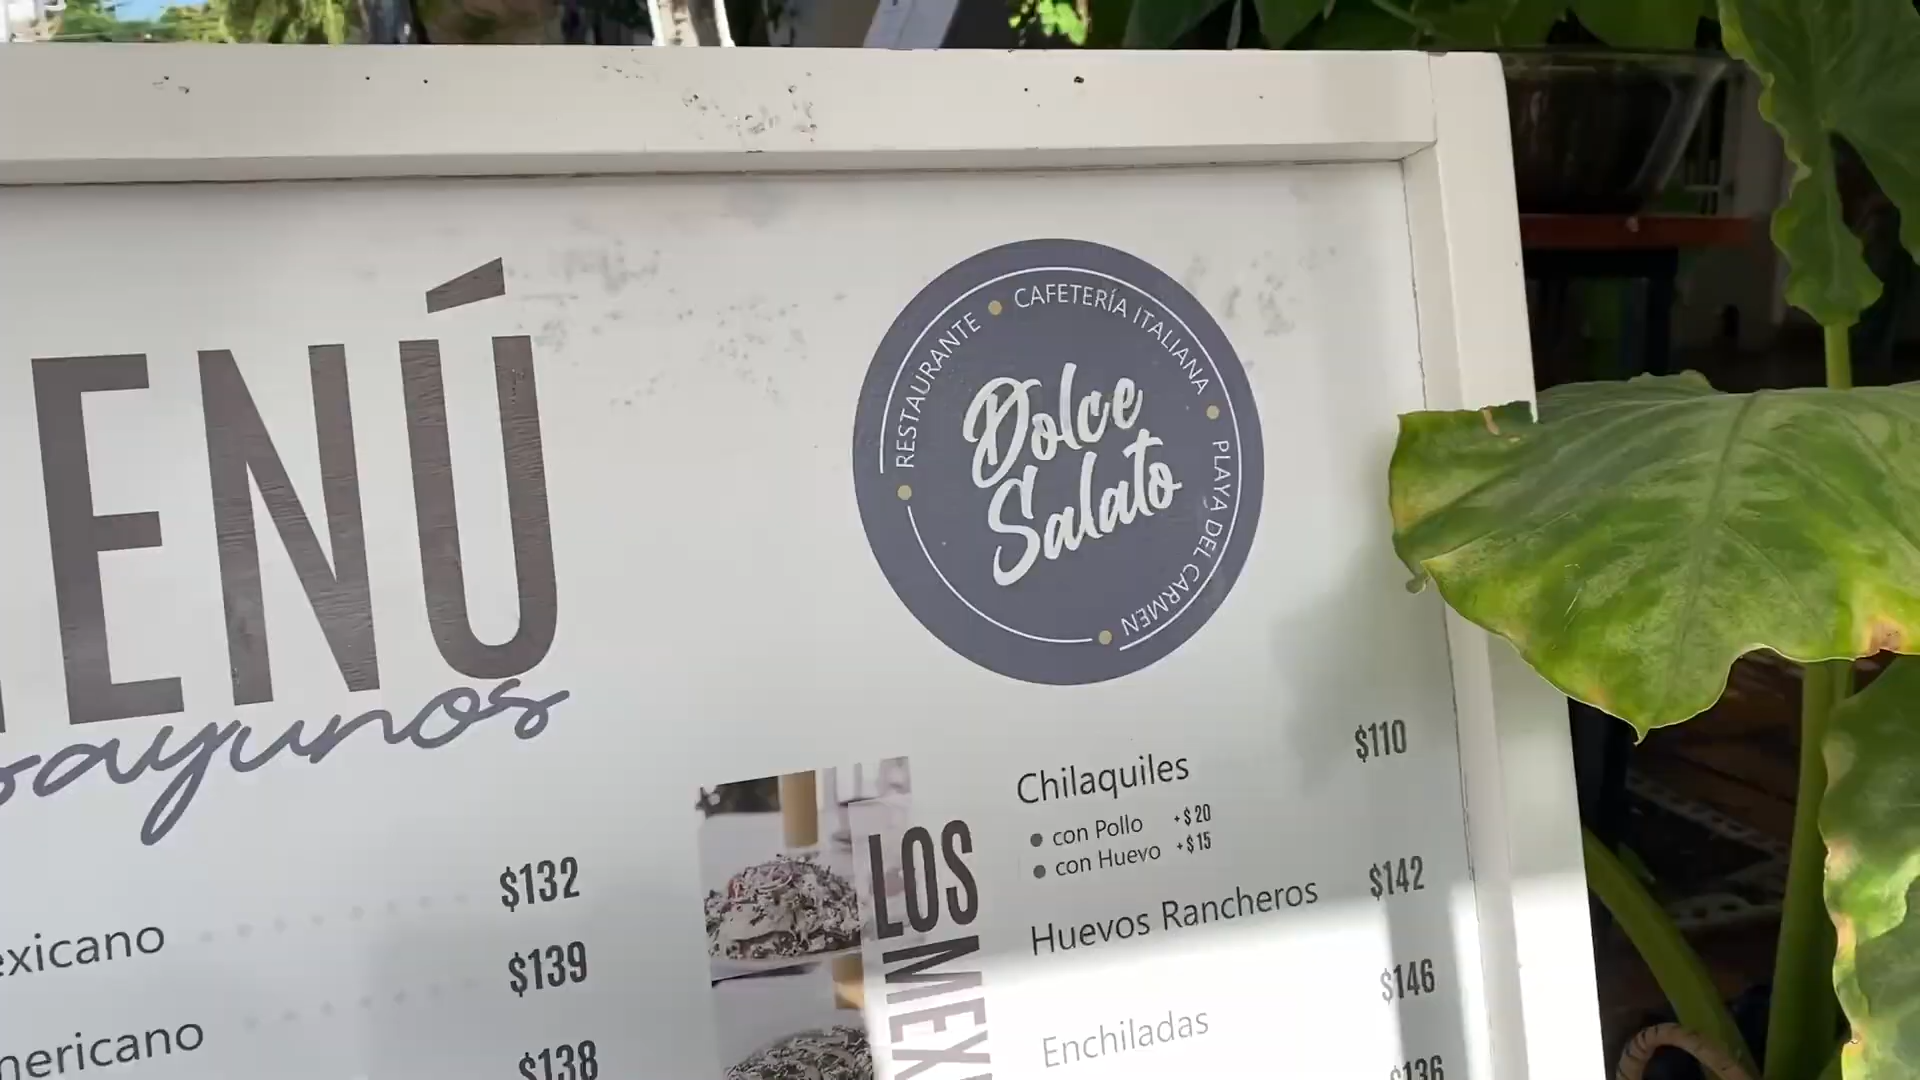 ENÚ
sayunos
RESTAURANTE • CAFETERÍA ITALIANA • PLAYA DEL CARMEN
Dolce
Salato
exicano $132
mericano $139
$138
LOS MEX
Chilaquiles $110
• con Pollo +$20
• con Huevo +$15
Huevos Rancheros $142
Enchiladas $146
$136